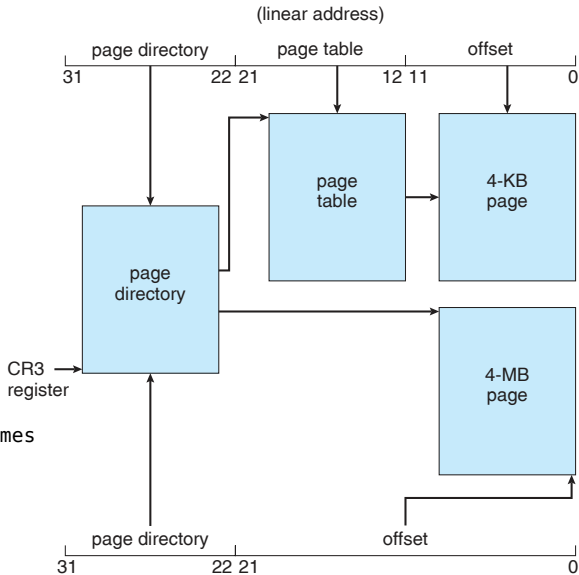 (linear address)
page directory page table offset
31 22 21 12 11 0
page
table
4-KB
page
page
directory
CR3
register
4-MB
page
mes
page directory offset
31 22 21 0